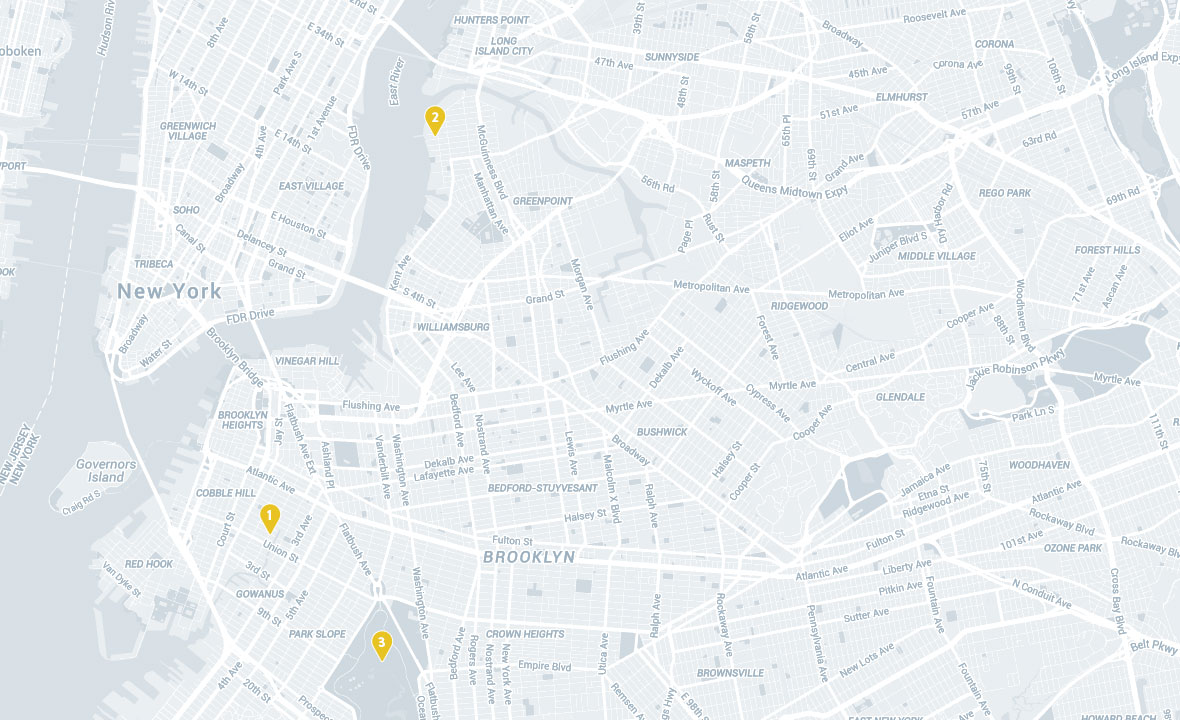 HUNTERS POINT
39th St
58th St
Roosevelt Ave
Hudson River
8th Ave
E 34th St
Broadway
LONG
ISLAND CITY
SUNNYSIDE
CORONA
Park Ave S
47th Ave
45th Ave
Corona Ave
99th St
108th St
Long Island Expy
W 14th St
East River
48th St
ELMHURST
1st Avenue
2
51st Ave
57th Ave
GREENWICH
VILLAGE
4th Ave
E 14th St
FDR Drive
McGuinness Blvd
65th Pl
69th St
63rd Rd
MASPETH
Grand Ave
Broadway
EAST VILLAGE
Manhattan Ave
56th Rd
58th St
Queens Midtown Expy
REGO PARK
69th Rd
GREENPOINT
SOHO
E Houston St
Rust St
Page Pl
Eliot Ave
Dry Harbor Rd
Canal St
Delancey St
Juniper Blvd S
MIDDLE VILLAGE
FOREST HILLS
TRIBECA
Grand St
Kent Ave
Morgan Ave
71st Ave
Ascan Ave
New York
S 4th St
Grand St
Metropolitan Ave
Metropolitan Ave
Woodhaven Blvd
RIDGEWOOD
FDR Drive
Broadway
WILLIAMSBURG
Cooper Ave
89th St
Water St
Brooklyn Bridge
Flushing Ave
Forest Ave
VINEGAR HILL
Dekalb Ave
Central Ave
Jackie Robinson Pkwy
Lee Ave
Wyckoff Ave
Cypress Ave
Myrtle Ave
Myrtle Ave
GLENDALE
Flushing Ave
Myrtle Ave
Park Ln S
BROOKLYN
HEIGHTS
Jay St
Flatbush Ave Ext
Bedford Ave
Nostrand Ave
BUSHWICK
Cooper Ave
111th St
NEW JERSEY
NEW YORK
Ashland Pl
Vanderbilt Ave
Washington Ave
Lewis Ave
Broadway
Halsey St
Governors
Island
Dekalb Ave
Lafayette Ave
Malcolm X Blvd
Cooper St
Jamaica Ave
75th St
WOODHAVEN
Atlantic Ave
Craig Rd S
COBBLE HILL
BEDFORD-STUYVESANT
Ralph Ave
Etna St
Ridgewood Ave
Atlantic Ave
1
Court St
3rd Ave
Halsey St
Rockaway Blvd
Union St
Flatbush Ave
Fulton St
Fulton St
101st Ave
OZONE PARK
RED HOOK
3rd St
BROOKLYN
Atlantic Ave
Liberty Ave
Van Dyke St
GOWANUS
5th Ave
Washington Ave
Pitkin Ave
N Conduit Ave
Cross Bay Blvd
9th St
Ralph Ave
Rockaway Ave
Pennsylvania Ave
Sutter Ave
Fountain Ave
PARK SLOPE
3
CROWN HEIGHTS
Belt Pkwy
Bedford Ave
Rogers Ave
Nostrand Ave
New York Ave
Empire Blvd
Utica Ave
BROWNSVILLE
New Lots Ave
4th Ave
20th St
Fountain Ave
E 98th St